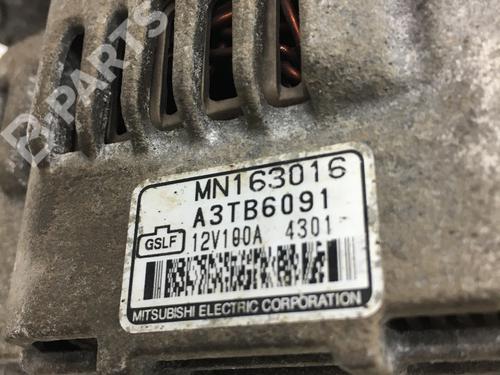 B-PARTS
MN163016
A3TB6091
GSLF 12V100A 4301
MITSUBISHI ELECTRIC CORPORATION